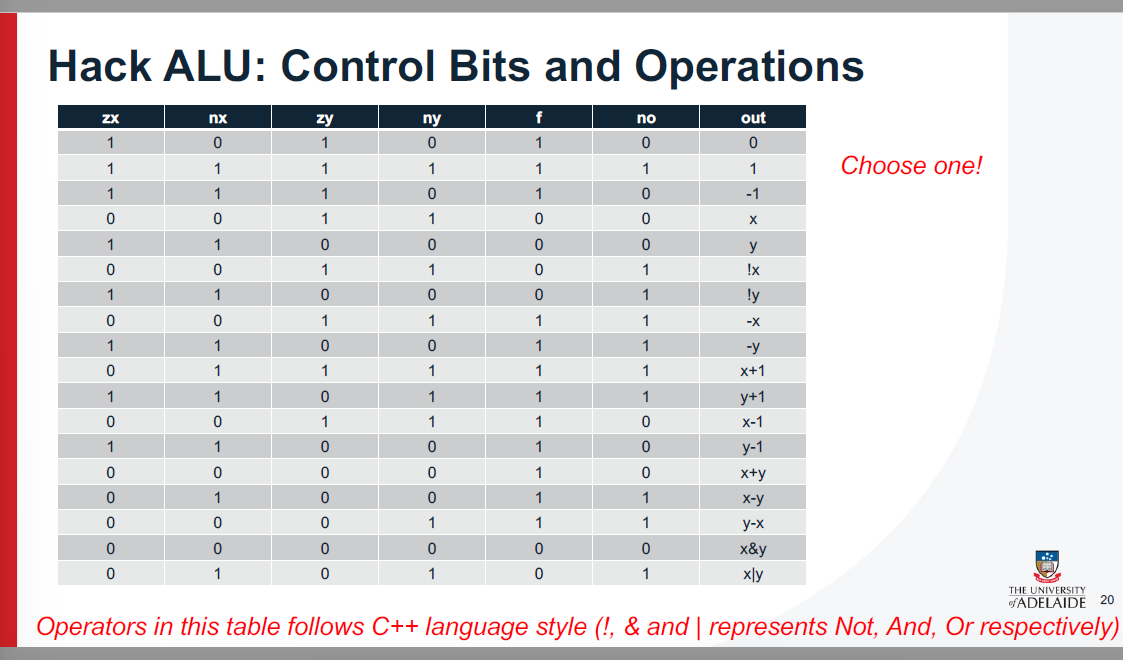 Hack ALU: Control Bits and Operations
zx nx zy ny f no out
1 0 1 0 1 0 0
1 1 1 1 1 1 1
1 1 1 0 1 0 -1
0 0 1 1 0 0 x
1 1 0 0 0 0 y
0 0 1 1 0 1 !x
1 1 0 0 0 1 !y
0 0 1 1 1 1 -x
1 1 0 0 1 1 -y
0 1 1 1 1 1 x+1
1 1 0 1 1 1 y+1
0 0 1 1 1 0 x-1
1 1 0 0 1 0 y-1
0 0 0 0 1 0 x+y
0 1 0 0 1 1 x-y
0 0 0 1 1 1 y-x
0 0 0 0 0 0 x&y
0 1 0 1 0 1 x|y
Choose one!
THE UNIVERSITY
of ADELAIDE
20
Operators in this table follows C++ language style (!, & and | represents Not, And, Or respectively)